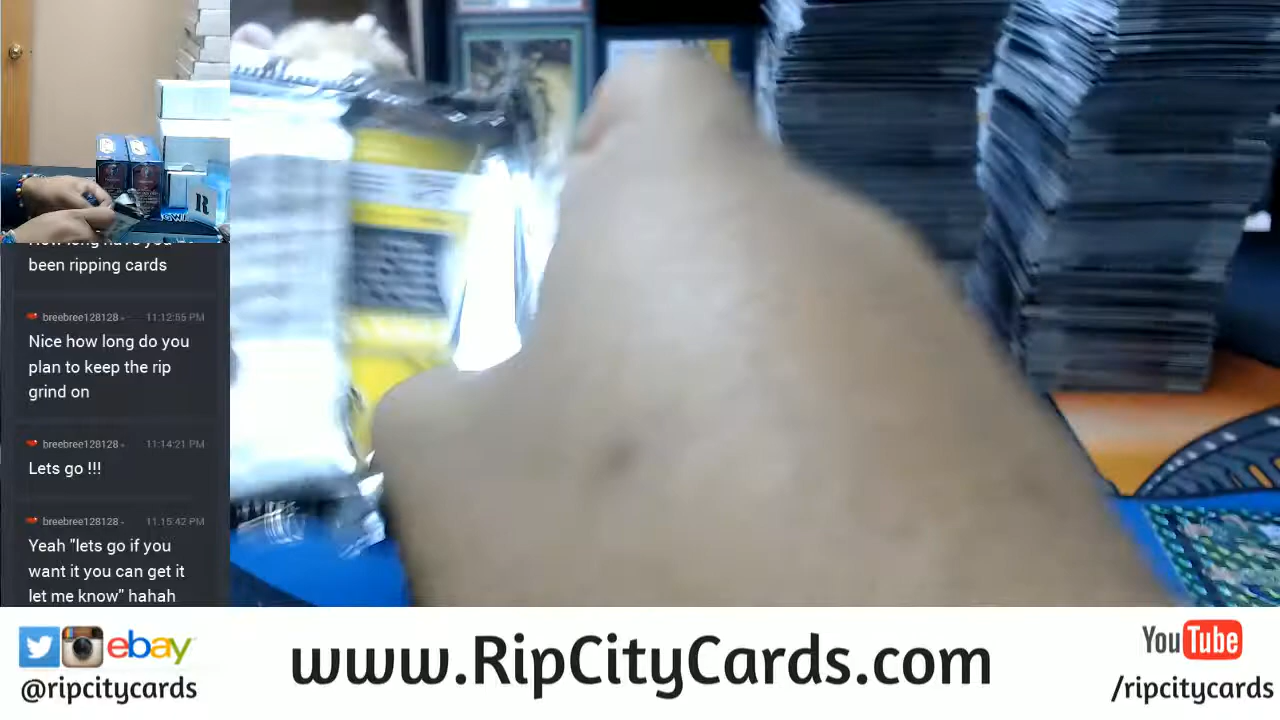 been ripping cards
breebree128128 11:12:55 PM
Nice how long do you
plan to keep the rip
grind on
breebree128128 11:14:21 PM
Lets go !!!
breebree128128 11:15:42 PM
Yeah "lets go if you
want it you can get it
let me know" hahah
R
ebay
@ripcitycards
www.RipCityCards.com
YouTube
/ripcitycards